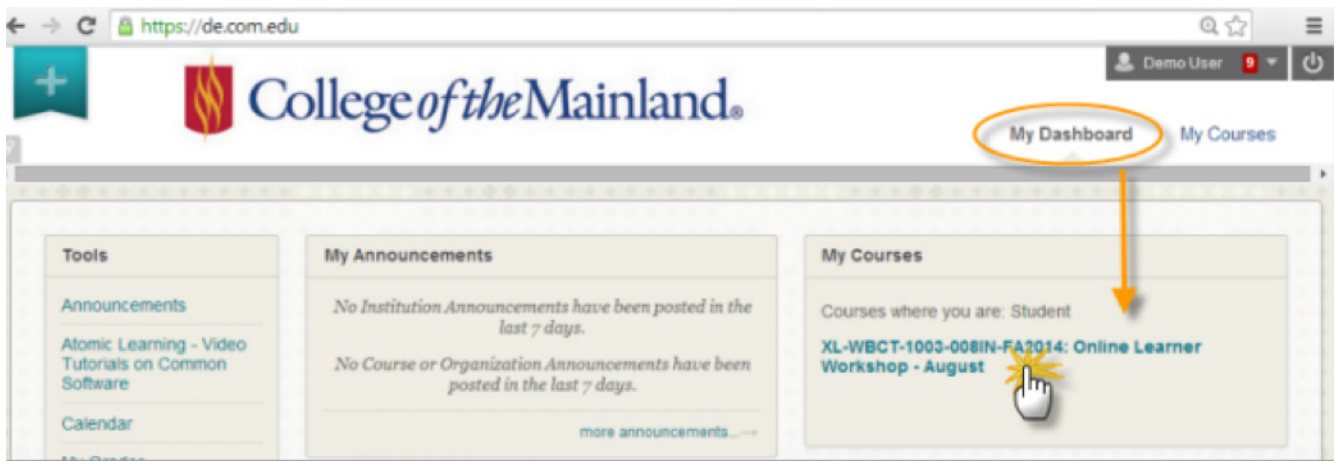 https://de.com.edu
Demo User 9
College of the Mainland®
My Dashboard My Courses
Tools
Announcements
Atomic Learning - Video
Tutorials on Common
Software
Calendar
My Grades
My Announcements
No Institution Announcements have been posted in the
last 7 days.
No Course or Organization Announcements have been
posted in the last 7 days.
more announcements...→
My Courses
Courses where you are: Student
XL-WBCT-1003-008IN-FA2014: Online Learner
Workshop - August